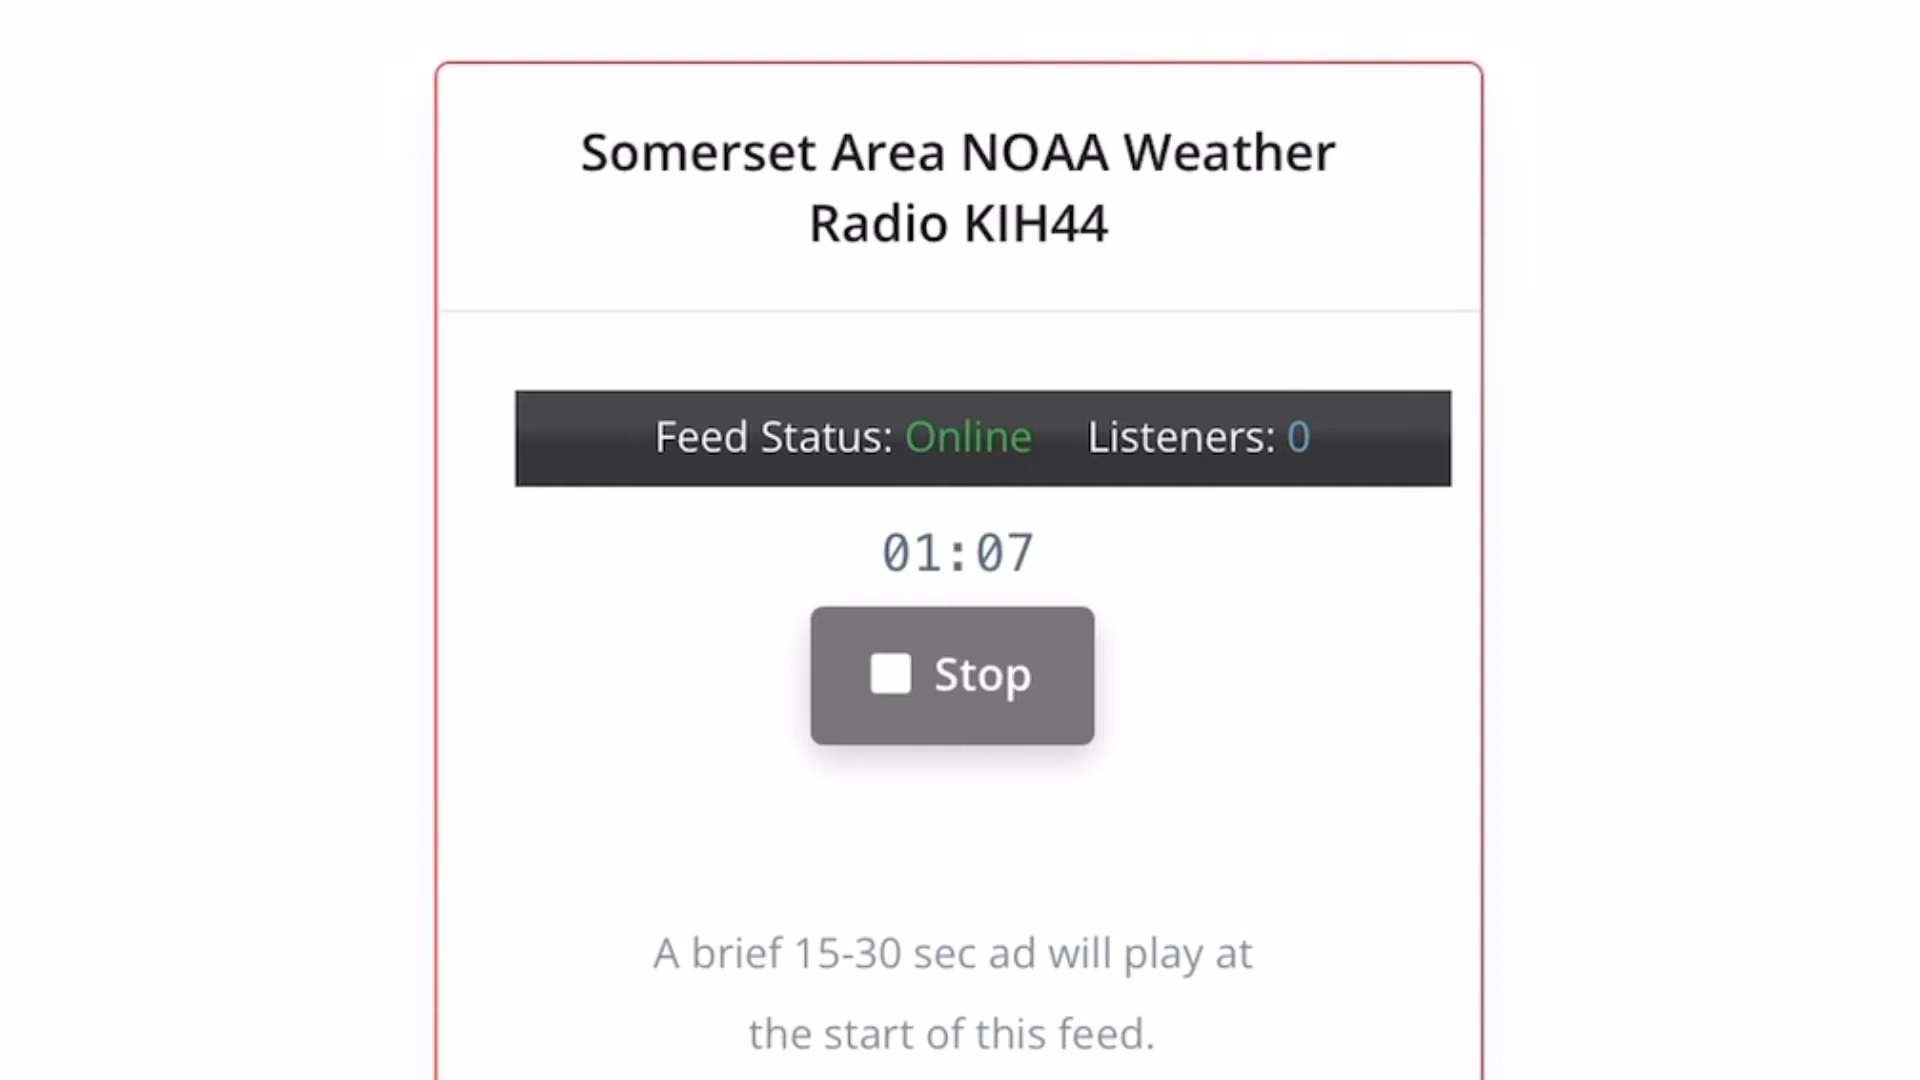 Somerset Area NOAA Weather
Radio KIH44
Feed Status: Online Listeners: 0
01:07
Stop
A brief 15-30 sec ad will play at
the start of this feed.